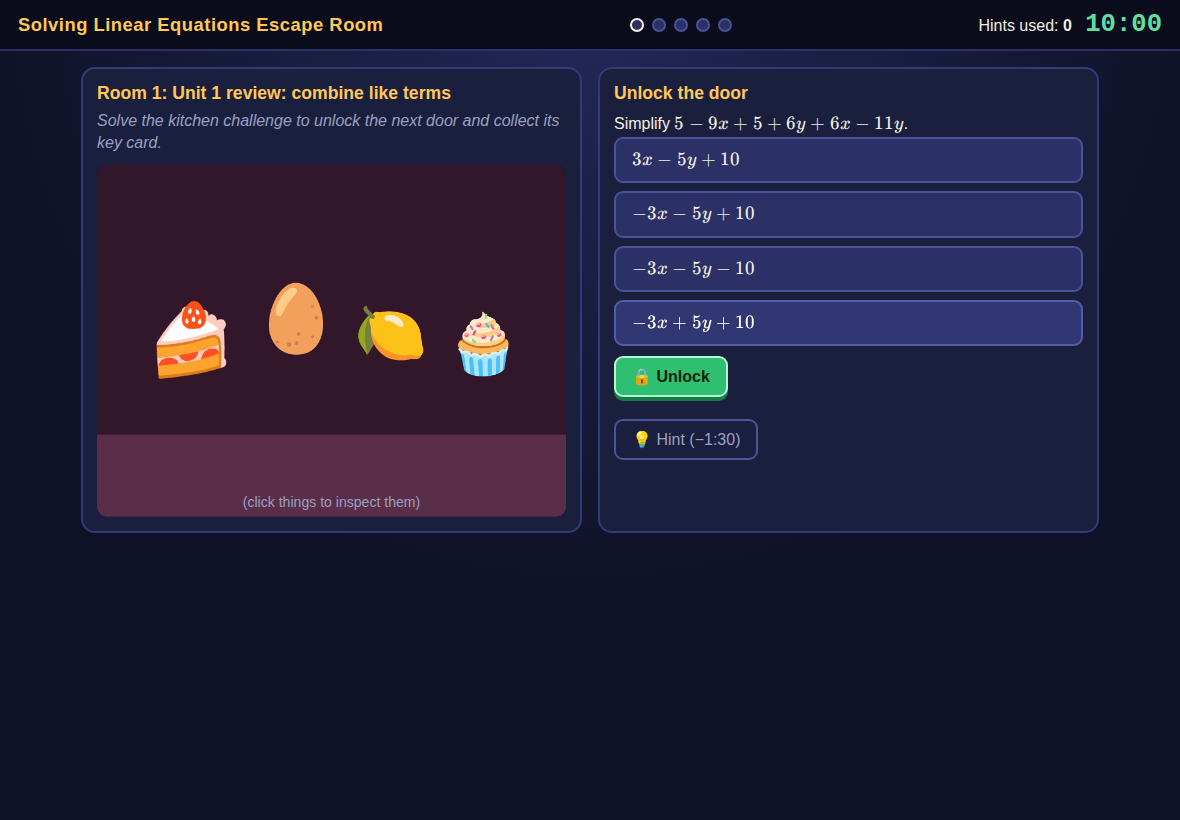 Solving Linear Equations Escape Room
Hints used: 0 10:00
Room 1: Unit 1 review: combine like terms
Solve the kitchen challenge to unlock the next door and collect its
key card.
(click things to inspect them)
Unlock the door
Simplify 5 − 9x + 5 + 6y + 6x − 11y.
3x − 5y + 10
−3x − 5y + 10
−3x − 5y − 10
−3x + 5y + 10
🔒 Unlock
💡 Hint (−1:30)